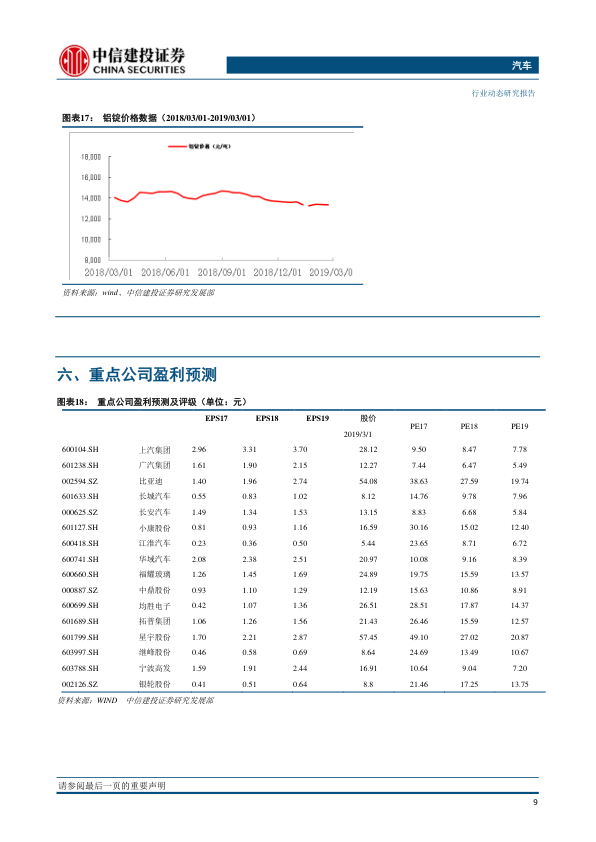 中信建投证券
CHINA SECURITIES
汽车
行业动态研究报告
图表17： 铝锭价格数据（2018/03/01-2019/03/01）
铝锭价格（元/吨）
18,000
16,000
14,000
12,000
10,000
8,000
2018/03/01 2018/06/01 2018/09/01 2018/12/01 2019/03/0
资料来源：wind、中信建投证券研究发展部
六、重点公司盈利预测
图表18： 重点公司盈利预测及评级（单位：元）
EPS17 EPS18 EPS19 股价 PE17 PE18 PE19
2019/3/1
600104.SH 上汽集团 2.96 3.31 3.70 28.12 9.50 8.47 7.78
601238.SH 广汽集团 1.61 1.90 2.15 12.27 7.44 6.47 5.49
002594.SZ 比亚迪 1.40 1.96 2.74 54.08 38.63 27.59 19.74
601633.SH 长城汽车 0.55 0.83 1.02 8.12 14.76 9.78 7.96
000625.SZ 长安汽车 1.49 1.34 1.53 13.15 8.83 6.68 5.84
601127.SH 小康股份 0.81 0.93 1.16 16.59 30.16 15.02 12.40
600418.SH 江淮汽车 0.23 0.36 0.50 5.44 23.65 8.71 6.72
600741.SH 华域汽车 2.08 2.38 2.51 20.97 10.08 9.16 8.39
600660.SH 福耀玻璃 1.26 1.45 1.69 24.89 19.75 15.59 13.57
000887.SZ 中鼎股份 0.93 1.10 1.29 12.19 15.63 10.86 8.91
600699.SH 均胜电子 0.42 1.07 1.36 26.51 28.51 17.87 14.37
601689.SH 拓普集团 1.06 1.26 1.56 21.43 26.46 15.59 12.57
601799.SH 星宇股份 1.70 2.21 2.87 57.45 49.10 27.02 20.87
603997.SH 继峰股份 0.46 0.58 0.69 8.64 24.69 13.49 10.67
603788.SH 宁波高发 1.59 1.91 2.44 16.91 10.64 9.04 7.20
002126.SZ 银轮股份 0.41 0.51 0.64 8.8 21.46 17.25 13.75
资料来源：WIND 中信建投证券研究发展部
请参阅最后一页的重要声明
9